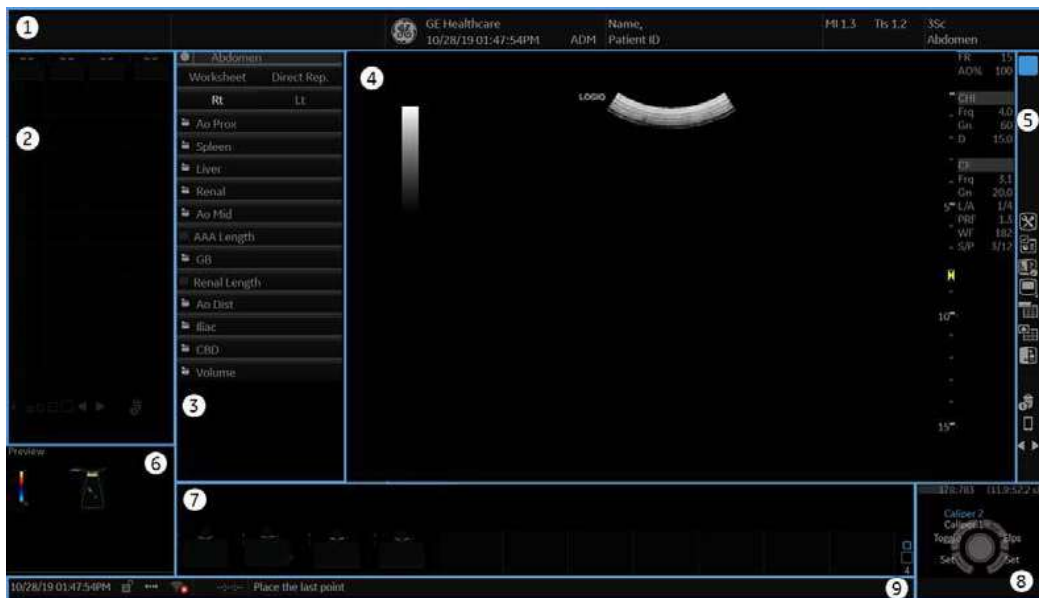 1
GE Healthcare
10/28/19 01:47:54PM
ADM
Name,
Patient ID
MI 1.3
TIs 1.2
3Sc
Abdomen
2
Abdomen
Worksheet Direct Rep.
Rt Lt
Ao Prox
Spleen
Liver
Renal
Ao Mid
AAA Length
GB
Renal Length
Ao Dist
Iliac
CBD
Volume
3
4
LOGIQ
5
10
15
FR 15
AO% 100
CHI
Frq 4.0
Gn 60
D 15.0
CF
Frq 3.1
Gn 20.0
L/A 1/4
PRF 1.3
WF 182
S/P 3/12
5
Preview
6
7
4
178:783
Caliper 2
Caliper 1
Elps
Set Set
8
10/28/19 01:47:54PM
-:--:-- Place the last point
9